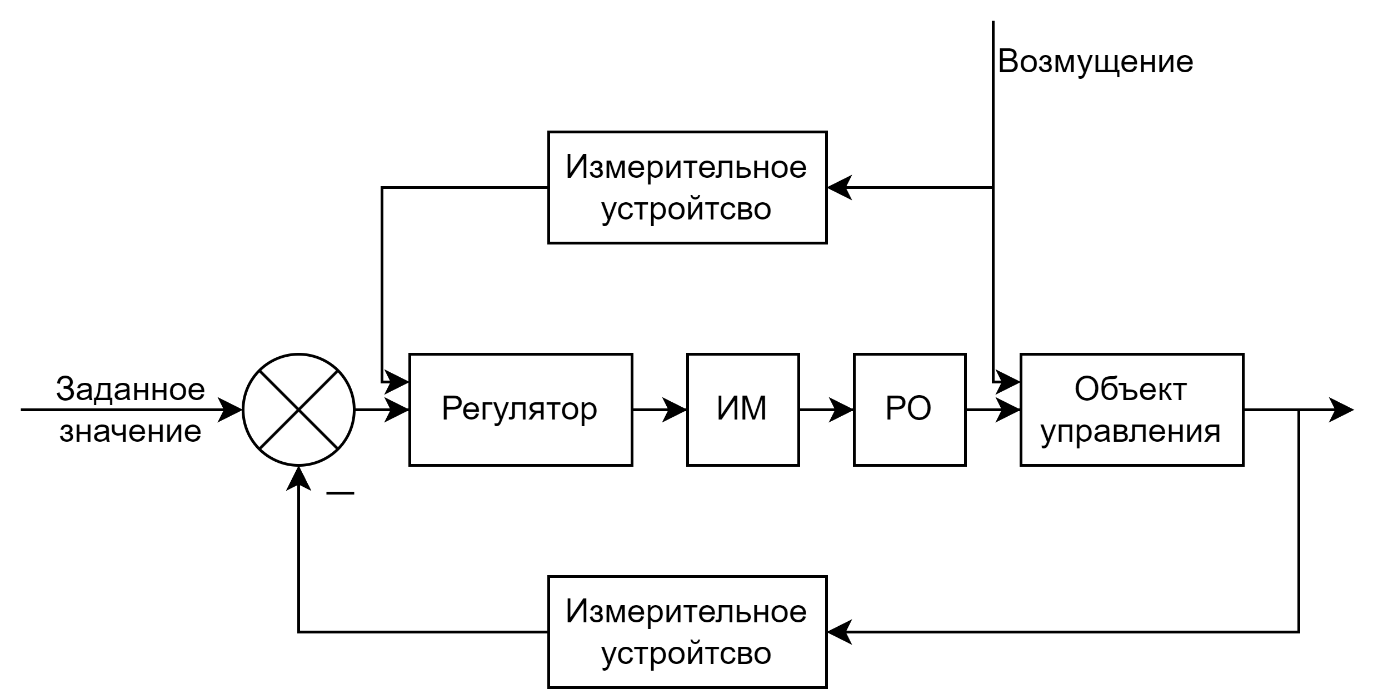 Возмущение
Измерительное
устройтсво
Заданное
значение
Регулятор
ИМ
РО
Объект
управления
Измерительное
устройтсво